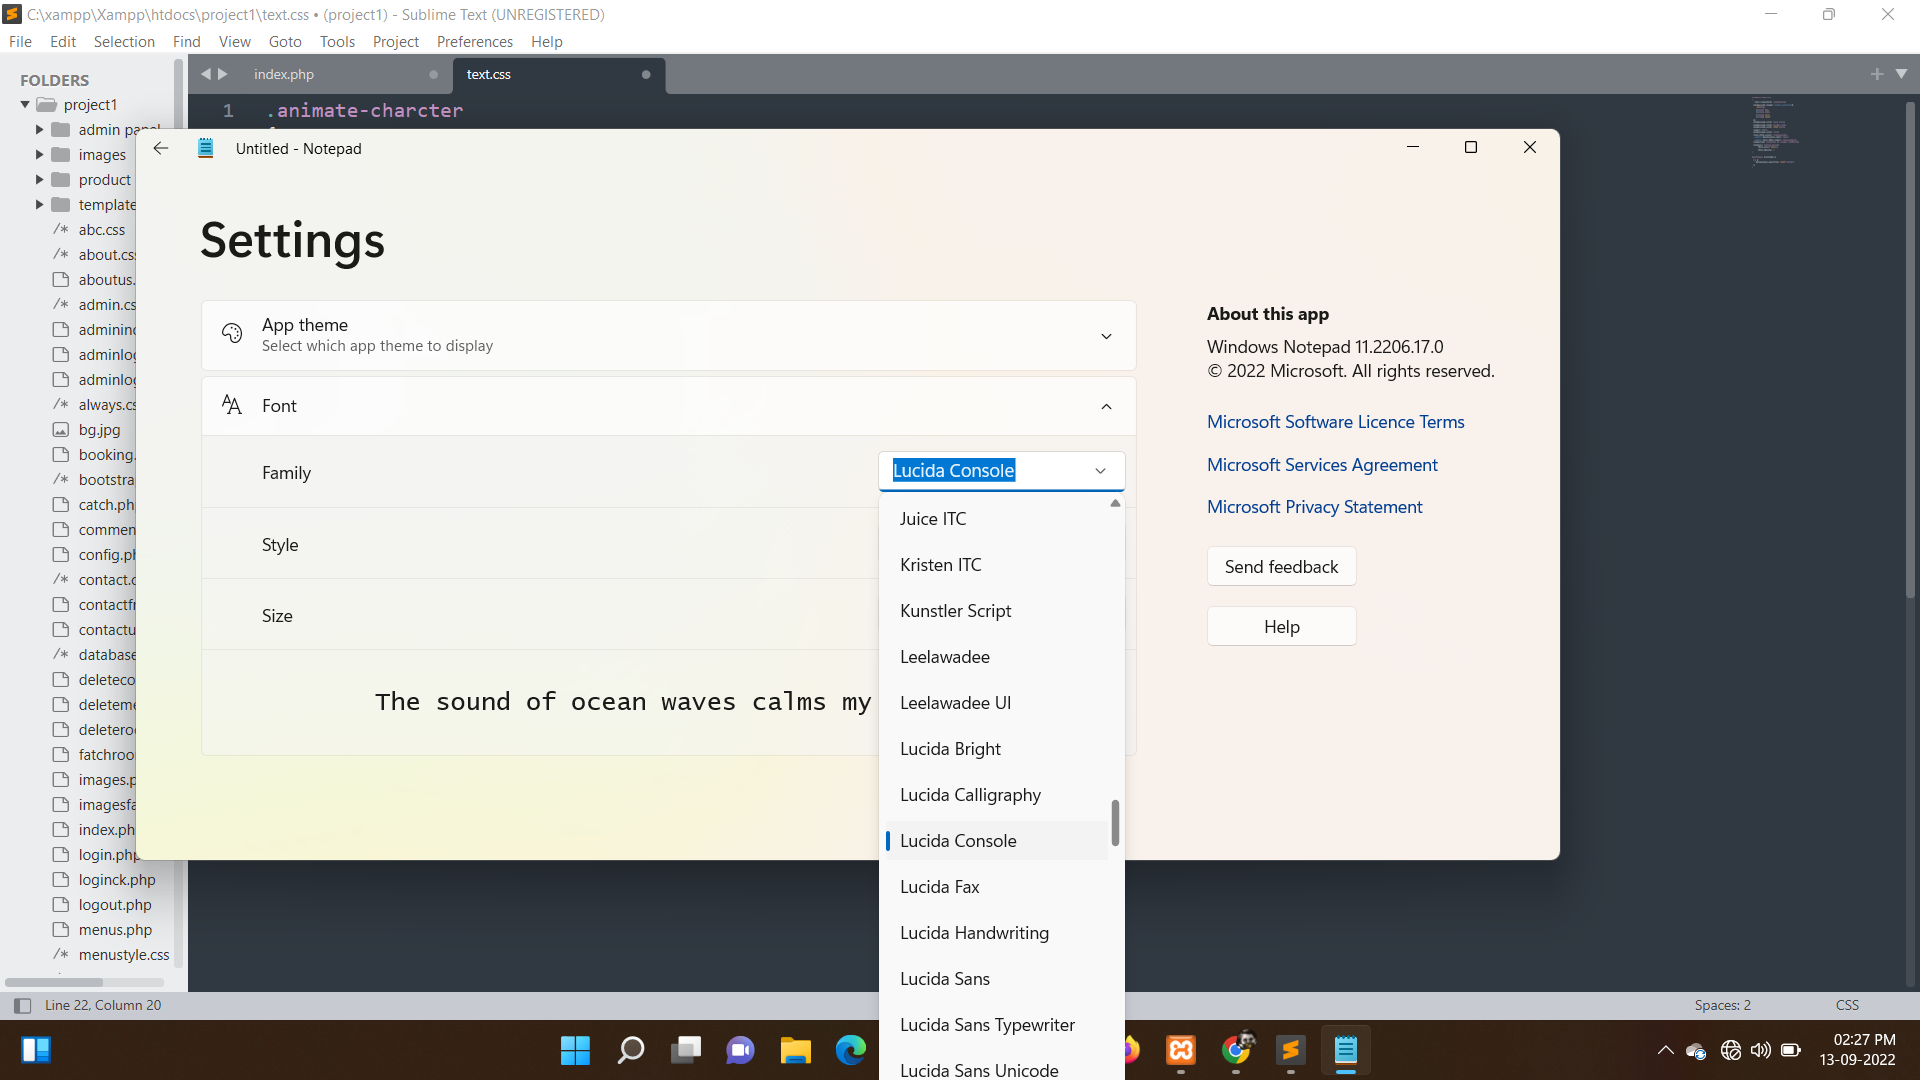 C:\xampp\Xampp\htdocs\project1\text.css • (project1) - Sublime Text (UNREGISTERED)
File Edit Selection Find View Goto Tools Project Preferences Help
FOLDERS
project1
admin panel
images
product
template
abc.css
about.css
aboutus.
admin.cs
adminind
adminlog
adminlog
always.cs
bg.jpg
booking.
bootstra
catch.ph
commen
config.ph
contact.c
contactfr
contactu
database
deleteco
deleteme
deletero
fatchroo
images.p
imagesfa
index.ph
login.php
loginck.php
logout.php
menus.php
menustyle.css
index.php
text.css
1 .animate-charcter
Untitled - Notepad
Settings
App theme
Select which app theme to display
Font
Family
Lucida Console
Style
Size
The sound of ocean waves calms my
Juice ITC
Kristen ITC
Kunstler Script
Leelawadee
Leelawadee UI
Lucida Bright
Lucida Calligraphy
Lucida Console
Lucida Fax
Lucida Handwriting
Lucida Sans
Lucida Sans Typewriter
Lucida Sans Unicode
About this app
Windows Notepad 11.2206.17.0
© 2022 Microsoft. All rights reserved.
Microsoft Software Licence Terms
Microsoft Services Agreement
Microsoft Privacy Statement
Send feedback
Help
Line 22, Column 20
Spaces: 2
CSS
02:27 PM
13-09-2022